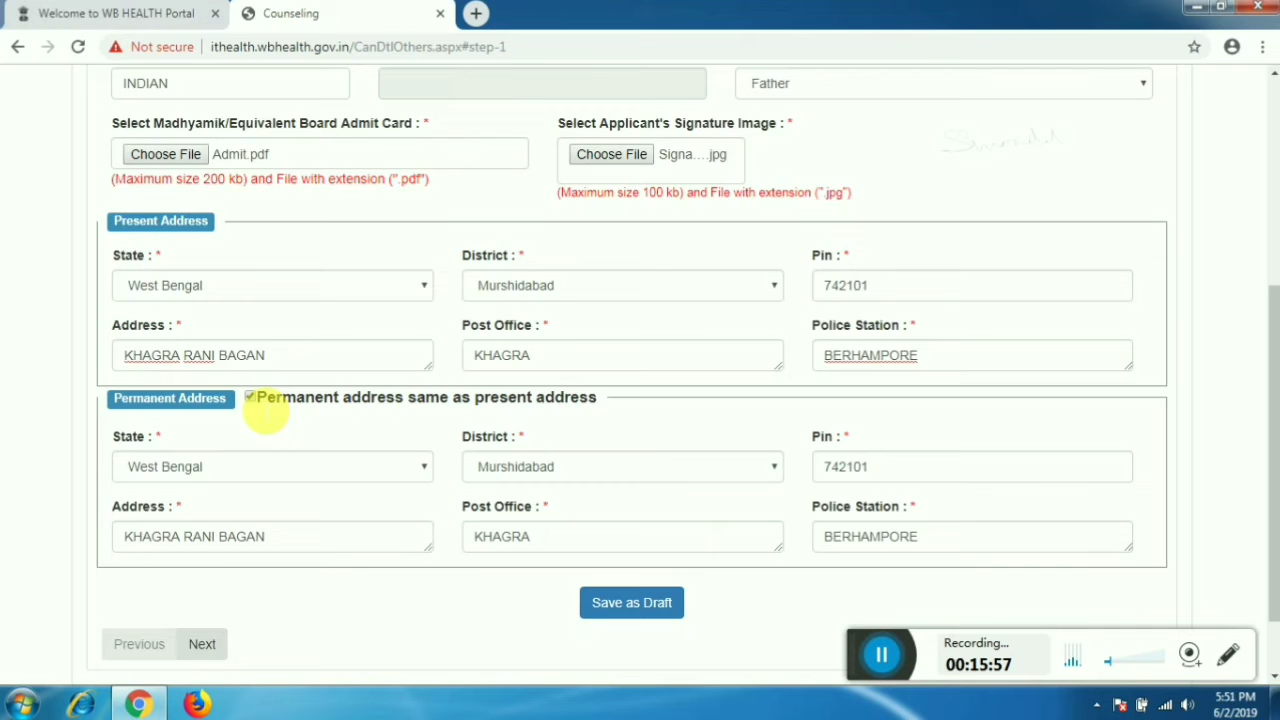 Welcome to WB HEALTH Portal
Counseling
Not secure
ithealth.wbhealth.gov.in/CanDtlOthers.aspx#step-1
INDIAN
Father
Select Madhyamik/Equivalent Board Admit Card : *
Select Applicant's Signature Image : *
Choose File Admit.pdf
Choose File Signa....jpg
(Maximum size 200 kb) and File with extension (".pdf")
(Maximum size 100 kb) and File with extension (".jpg")
Present Address
State : * District : * Pin : *
West Bengal Murshidabad 742101
Address : * Post Office : * Police Station : *
KHAGRA RANI BAGAN KHAGRA BERHAMPORE
Permanent Address Permanent address same as present address
State : * District : * Pin : *
West Bengal Murshidabad 742101
Address : * Post Office : * Police Station : *
KHAGRA RANI BAGAN KHAGRA BERHAMPORE
Save as Draft
Previous Next
Recording...
00:15:57
5:51 PM
6/2/2019